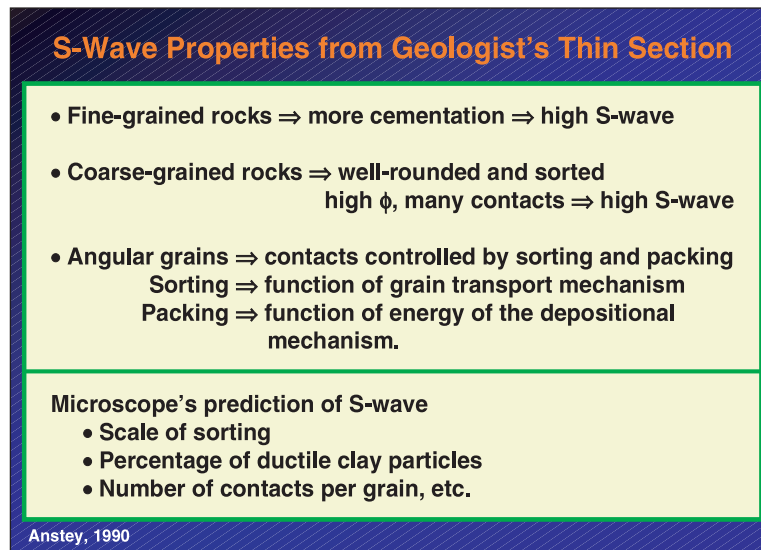 S-Wave Properties from Geologist's Thin Section
• Fine-grained rocks ⇒ more cementation ⇒ high S-wave
• Coarse-grained rocks ⇒ well-rounded and sorted
high ϕ, many contacts ⇒ high S-wave
• Angular grains ⇒ contacts controlled by sorting and packing
Sorting ⇒ function of grain transport mechanism
Packing ⇒ function of energy of the depositional
mechanism.
Microscope's prediction of S-wave
• Scale of sorting
• Percentage of ductile clay particles
• Number of contacts per grain, etc.
Anstey, 1990